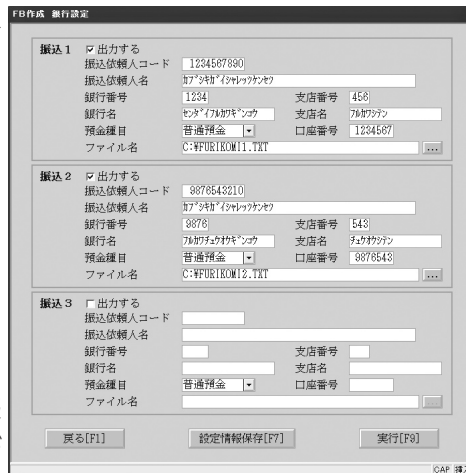 FB作成 銀行設定
振込1 出力する
振込依頼人コード 1234567890
振込依頼人名 ｶﾌﾞｼｷｶﾞｲｼｬﾚｯﾂｹﾝｾﾂ
銀行番号 1234 支店番号 456
銀行名 ｾﾝﾀﾞｲﾌﾙｶﾜｷﾞﾝｺｳ 支店名 ﾌﾙｶﾜｼﾃﾝ
預金種目 普通預金 口座番号 1234567
ファイル名 C:¥FURIKOMI1.TXT ...
振込2 出力する
振込依頼人コード 9876543210
振込依頼人名 ｶﾌﾞｼｷｶﾞｲｼｬﾚｯﾂｹﾝｾﾂ
銀行番号 9876 支店番号 543
銀行名 ﾌﾙｶﾜﾁｭｳｵｳｷﾞﾝｺｳ 支店名 ﾁｭｳｵｳｼﾃﾝ
預金種目 普通預金 口座番号 9876543
ファイル名 C:¥FURIKOMI2.TXT ...
振込3 出力する
振込依頼人コード
振込依頼人名
銀行番号 支店番号
銀行名 支店名
預金種目 普通預金 口座番号
ファイル名 ...
戻る[F1] 設定情報保存[F7] 実行[F9]
CAP